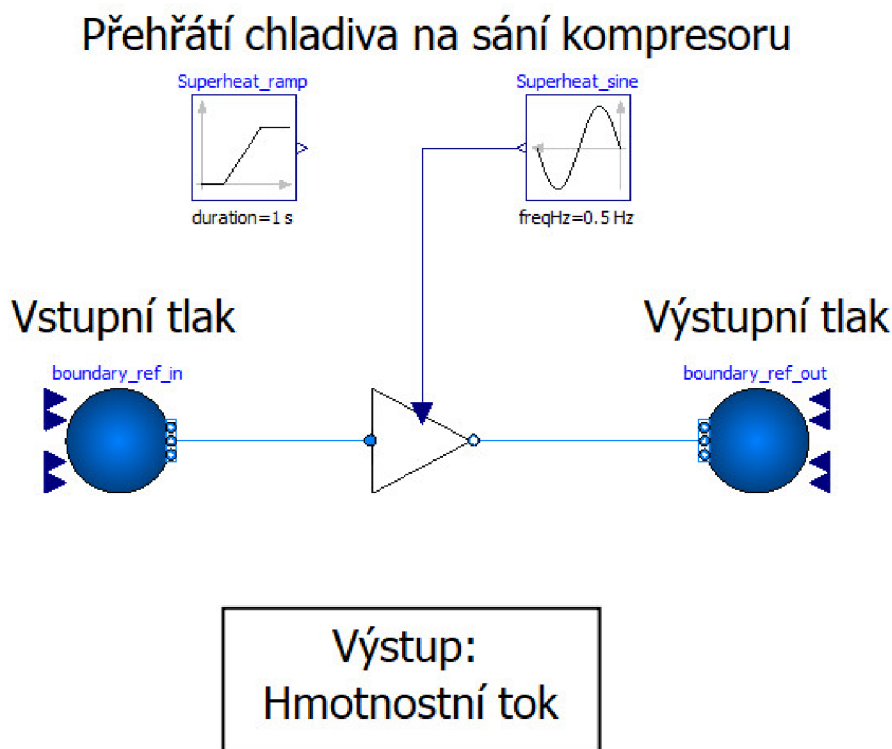 Přehřátí chladiva na sání kompresoru
Superheat_ramp
Superheat_sine
duration=1 s
freqHz=0.5 Hz
Vstupní tlak
Výstupní tlak
boundary_ref_in
boundary_ref_out
Výstup:
Hmotnostní tok